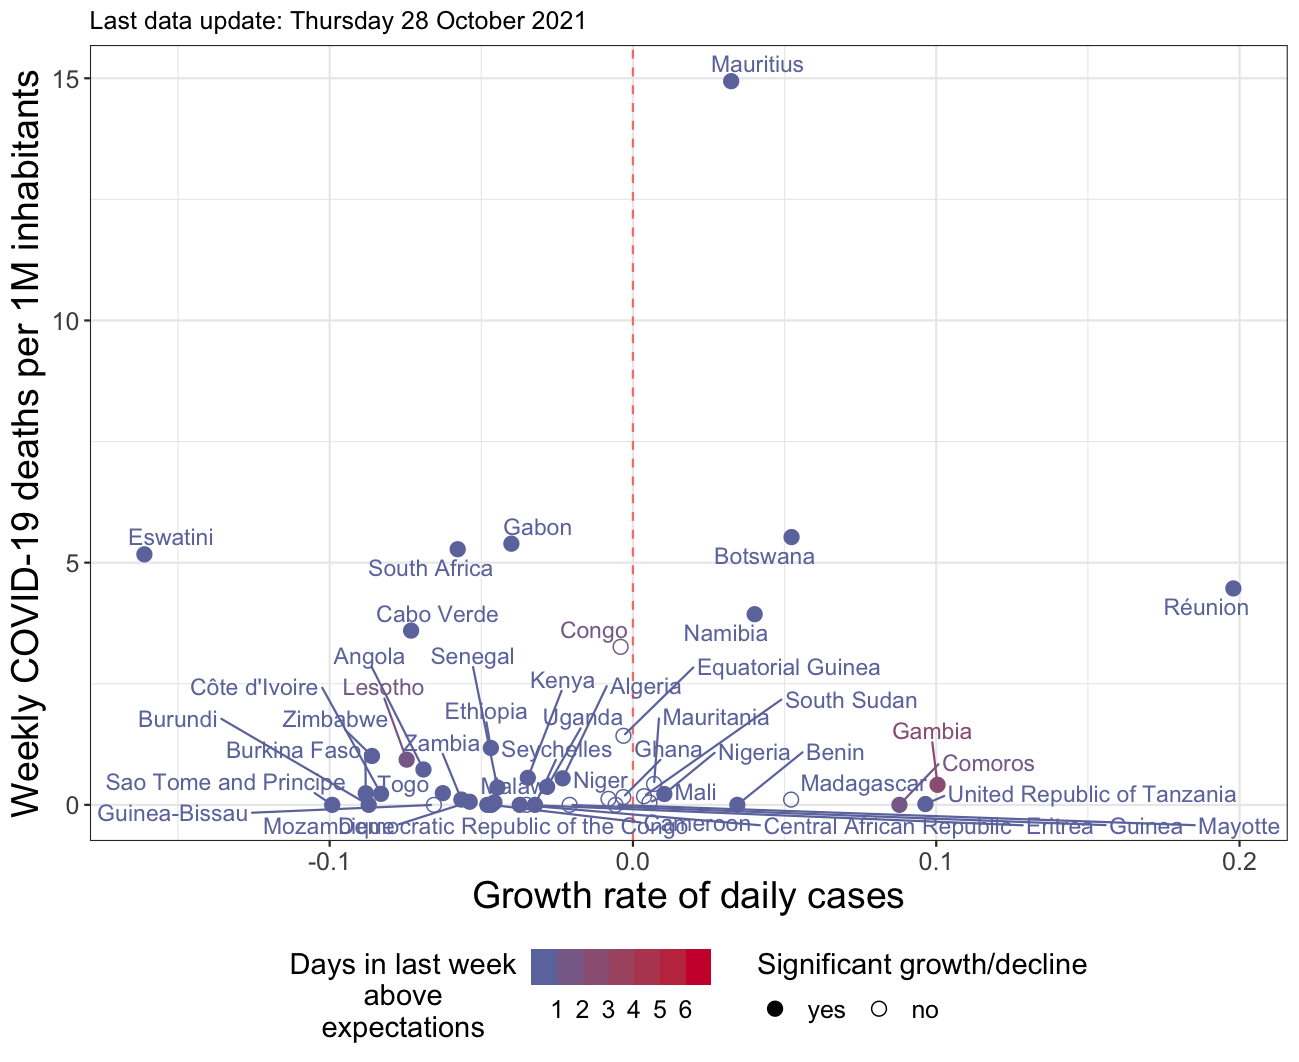 Last data update: Thursday 28 October 2021
Weekly COVID-19 deaths per 1M inhabitants
15
10
5
0
Mauritius
Eswatini
Gabon
South Africa
Botswana
Réunion
Cabo Verde
Congo
Namibia
Angola
Senegal
Equatorial Guinea
Côte d'Ivoire
Lesotho
Kenya
Algeria
South Sudan
Burundi
Zimbabwe
Ethiopia
Uganda
Mauritania
Gambia
Burkina Faso
Zambia
Seychelles
Ghana
Nigeria
Benin
Comoros
Sao Tome and Principe
Togo
Malawi
Niger
Mali
Madagascar
United Republic of Tanzania
Guinea-Bissau
Mozambique
Democratic Republic of the Congo
Cameroon
Central African Republic
Eritrea
Guinea
Mayotte
-0.1
0.0
0.1
0.2
Growth rate of daily cases
Days in last week
above
expectations
1 2 3 4 5 6
Significant growth/decline
yes
no